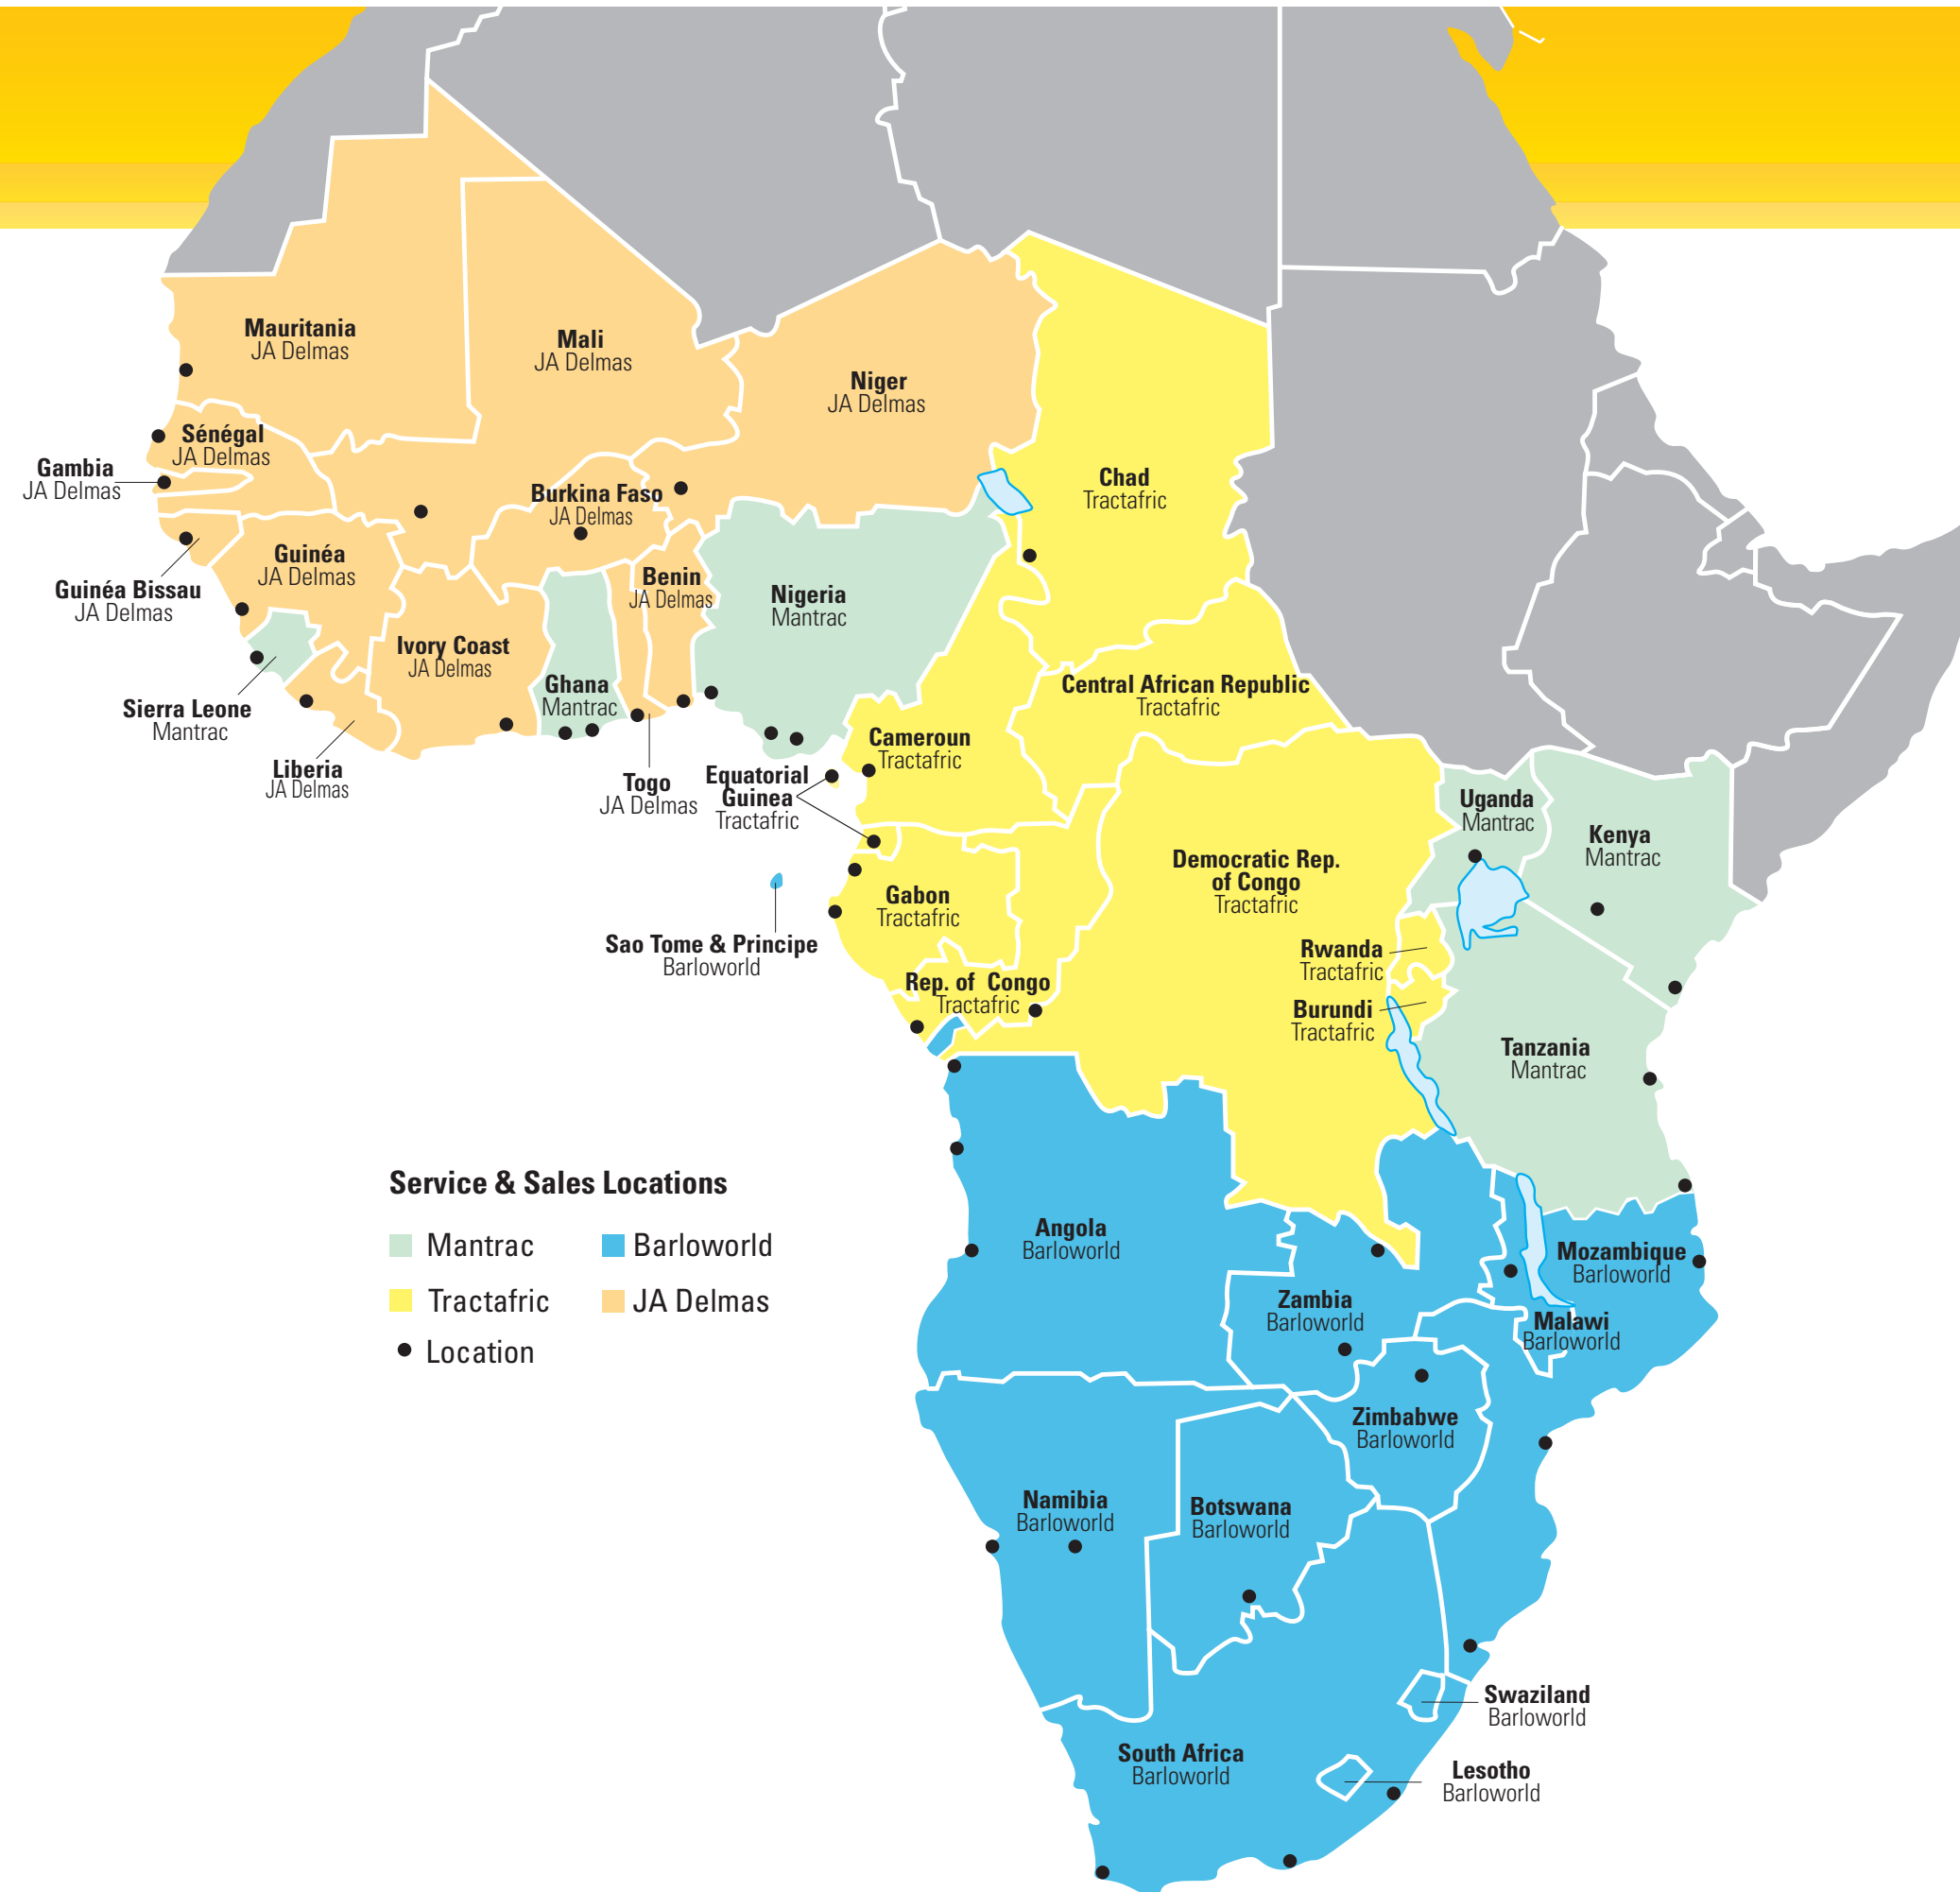 Mauritania
JA Delmas
Mali
JA Delmas
Niger
JA Delmas
Sénégal
JA Delmas
Gambia
JA Delmas
Chad
Tractafric
Burkina Faso
JA Delmas
Guinéa
JA Delmas
Guinéa Bissau
JA Delmas
Benin
JA Delmas
Nigeria
Mantrac
Ivory Coast
JA Delmas
Ghana
Mantrac
Central African Republic
Tractafric
Sierra Leone
Mantrac
Cameroun
Tractafric
Liberia
JA Delmas
Togo
JA Delmas
Equatorial
Guinea
Tractafric
Uganda
Mantrac
Kenya
Mantrac
Democratic Rep.
of Congo
Tractafric
Gabon
Tractafric
Sao Tome & Principe
Barloworld
Rwanda
Tractafric
Rep. of Congo
Tractafric
Burundi
Tractafric
Tanzania
Mantrac
Service & Sales Locations
Mantrac
Barloworld
Tractafric
JA Delmas
Location
Angola
Barloworld
Mozambique
Barloworld
Zambia
Barloworld
Malawi
Barloworld
Zimbabwe
Barloworld
Namibia
Barloworld
Botswana
Barloworld
Swaziland
Barloworld
South Africa
Barloworld
Lesotho
Barloworld